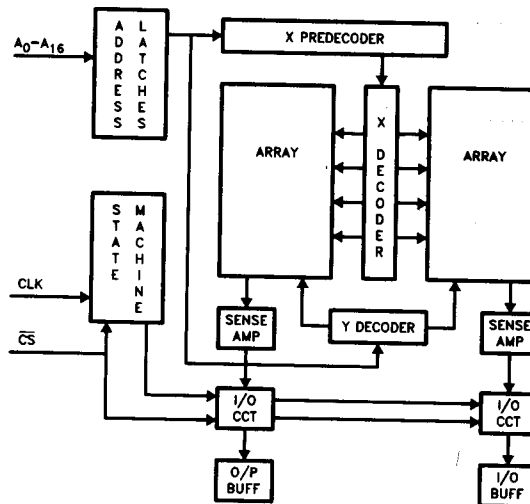 A0-A16
ADDRESS
LATCHES
X PREDECODER
ARRAY
X DECODER
ARRAY
STATE
MACHINE
CLK
CS
SENSE
AMP
Y DECODER
SENSE
AMP
I/O
CCT
I/O
CCT
O/P
BUFF
I/O
BUFF